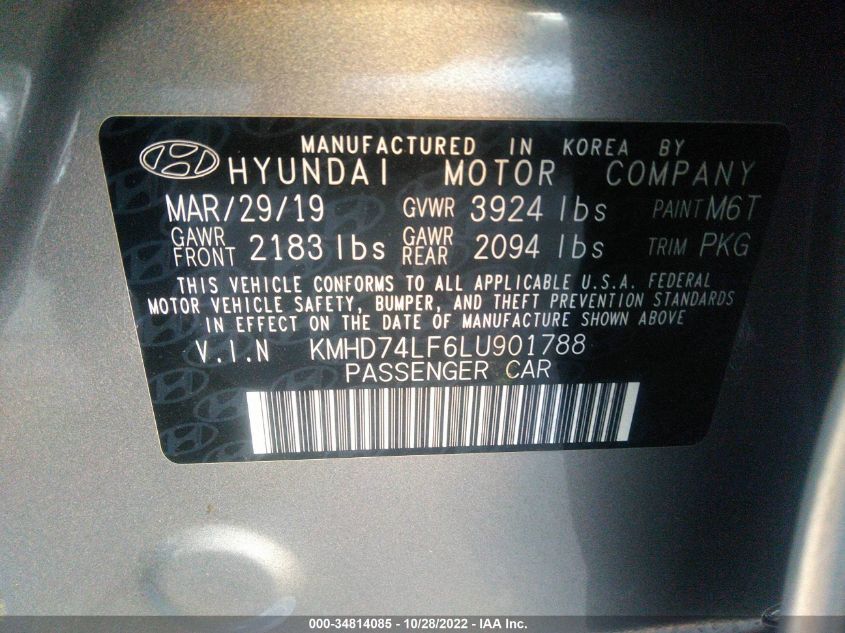 MANUFACTURED IN KOREA BY
HYUNDAI MOTOR COMPANY
MAR/29/19 GVWR 3924 lbs PAINT M6T
GAWR FRONT 2183 lbs GAWR REAR 2094 lbs TRIM PKG
THIS VEHICLE CONFORMS TO ALL APPLICABLE U.S.A. FEDERAL
MOTOR VEHICLE SAFETY, BUMPER, AND THEFT PREVENTION STANDARDS
IN EFFECT ON THE DATE OF MANUFACTURE SHOWN ABOVE
V.I.N KMHD74LF6LU901788
PASSENGER CAR
000-34814085 - 10/28/2022 - IAA Inc.